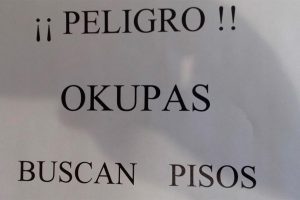 ¡¡ PELIGRO !!
OKUPAS
BUSCAN PISOS